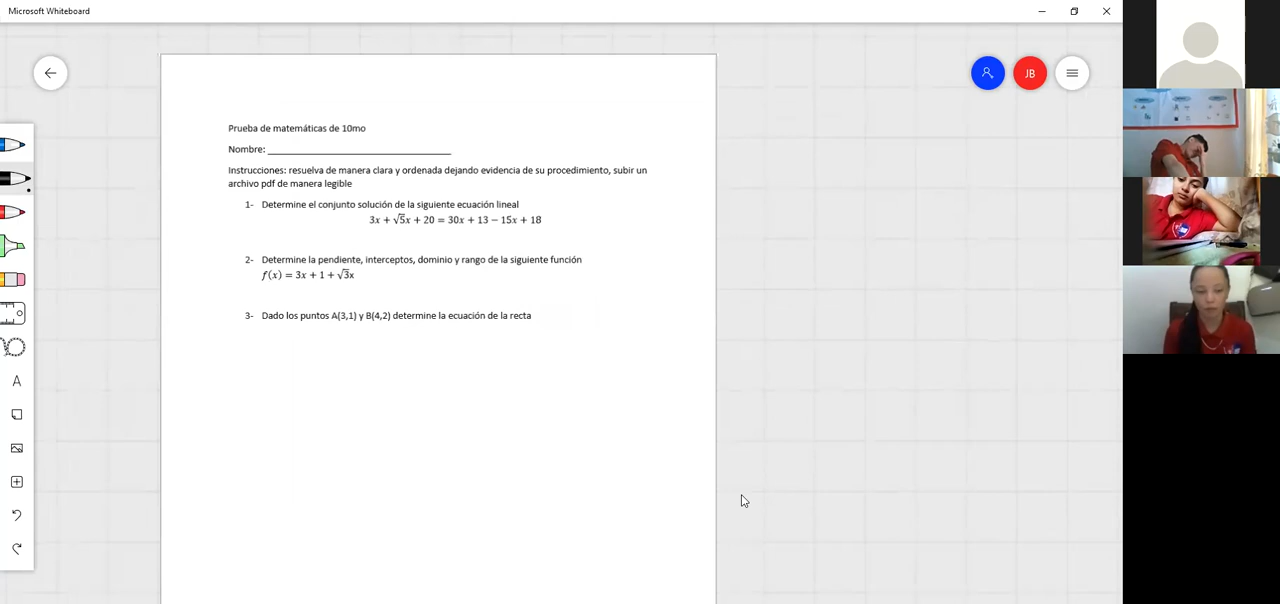 Microsoft Whiteboard
JB
Prueba de matemáticas de 10mo
Nombre: ___________________________________
Instrucciones: resuelva de manera clara y ordenada dejando evidencia de su procedimiento, subir un
archivo pdf de manera legible
1- Determine el conjunto solución de la siguiente ecuación lineal
3x + √5x + 20 = 30x + 13 − 15x + 18
2- Determine la pendiente, interceptos, dominio y rango de la siguiente función
f(x) = 3x + 1 + √3x
3- Dado los puntos A(3,1) y B(4,2) determine la ecuación de la recta
A